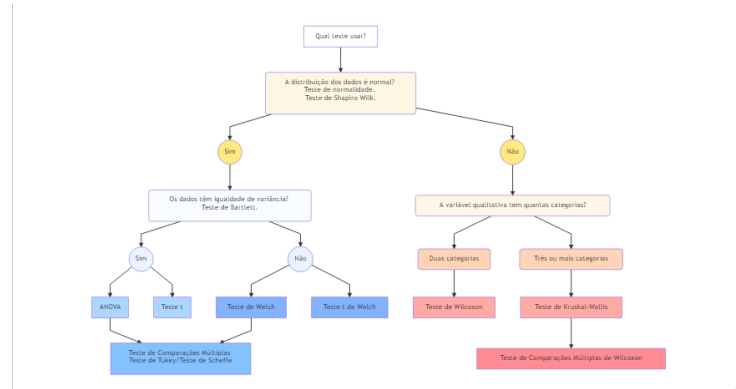 Qual teste usar?
A distribuição dos dados é normal?
Teste de normalidade.
Teste de Shapiro Wilk.
Sim
Não
Os dados têm igualdade de variância?
Teste de Bartlett.
A variável qualitativa tem quantas categorias?
Sim
Não
Duas categorias
Três ou mais categorias
ANOVA
Teste t
Teste de Welch
Teste t de Welch
Teste de Wilcoxon
Teste de Kruskal-Wallis
Teste de Comparações Múltiplas
Teste de Tukey/Teste de Scheffe
Teste de Comparações Múltiplas de Wilcoxon